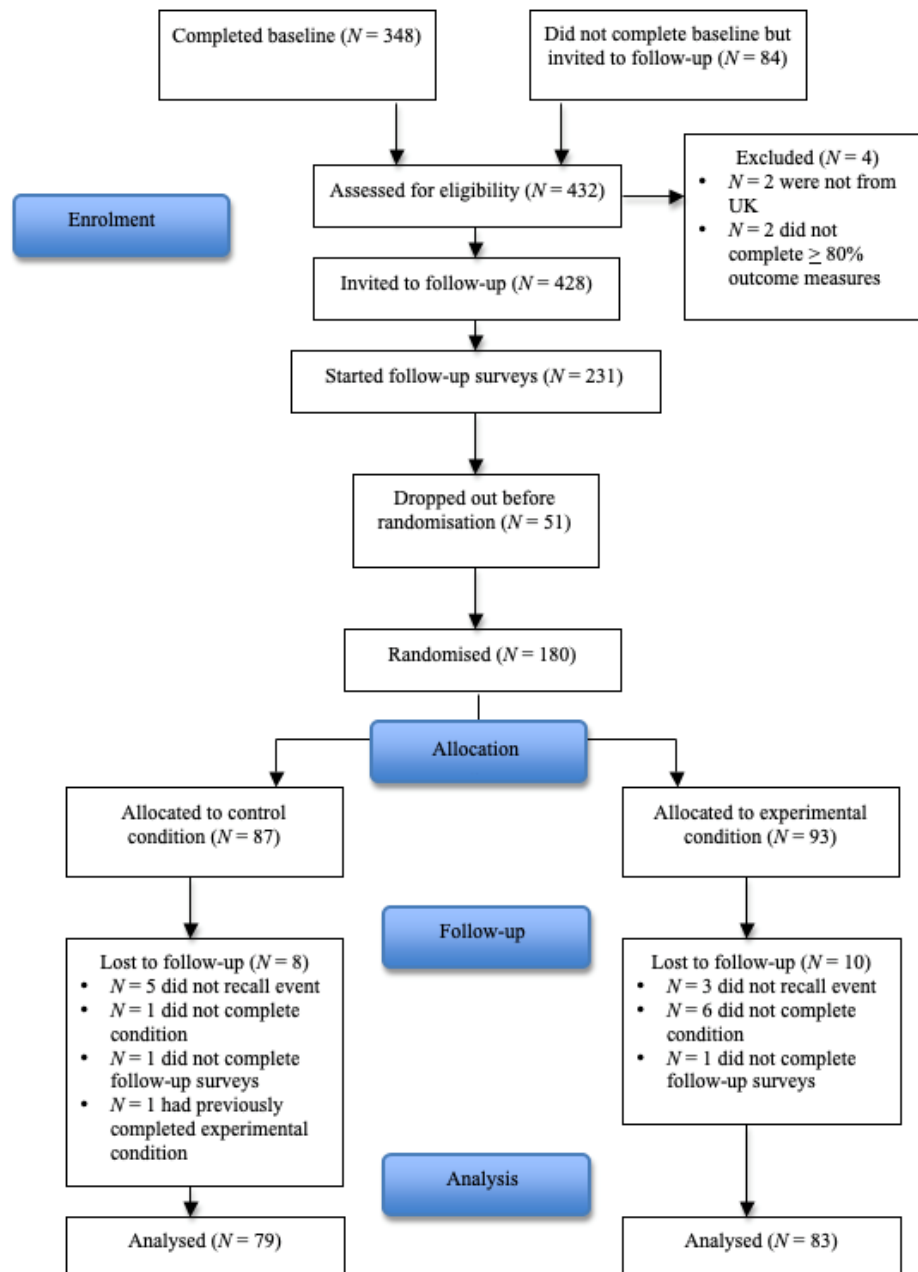 Completed baseline (N = 348)
Did not complete baseline but
invited to follow-up (N = 84)
Assessed for eligibility (N = 432)
Excluded (N = 4)
• N = 2 were not from
UK
• N = 2 did not
complete ≥ 80%
outcome measures
Enrolment
Invited to follow-up (N = 428)
Started follow-up surveys (N = 231)
Dropped out before
randomisation (N = 51)
Randomised (N = 180)
Allocation
Allocated to control
condition (N = 87)
Allocated to experimental
condition (N = 93)
Follow-up
Lost to follow-up (N = 8)
• N = 5 did not recall event
• N = 1 did not complete
condition
• N = 1 did not complete
follow-up surveys
• N = 1 had previously
completed experimental
condition
Lost to follow-up (N = 10)
• N = 3 did not recall event
• N = 6 did not complete
condition
• N = 1 did not complete
follow-up surveys
Analysis
Analysed (N = 79)
Analysed (N = 83)